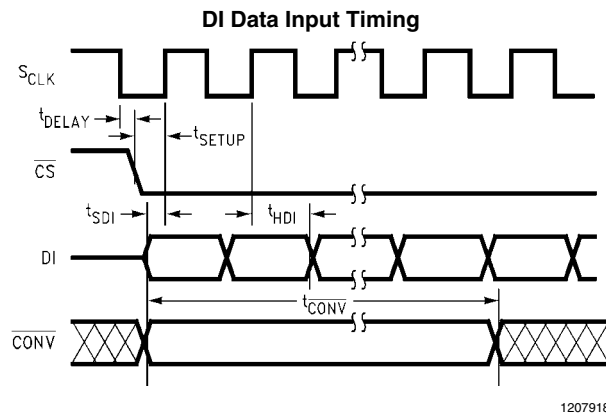 DI Data Input Timing
SCLK
tDELAY
tSETUP
CS
tSDI
tHDI
DI
tCONV
CONV
1207918